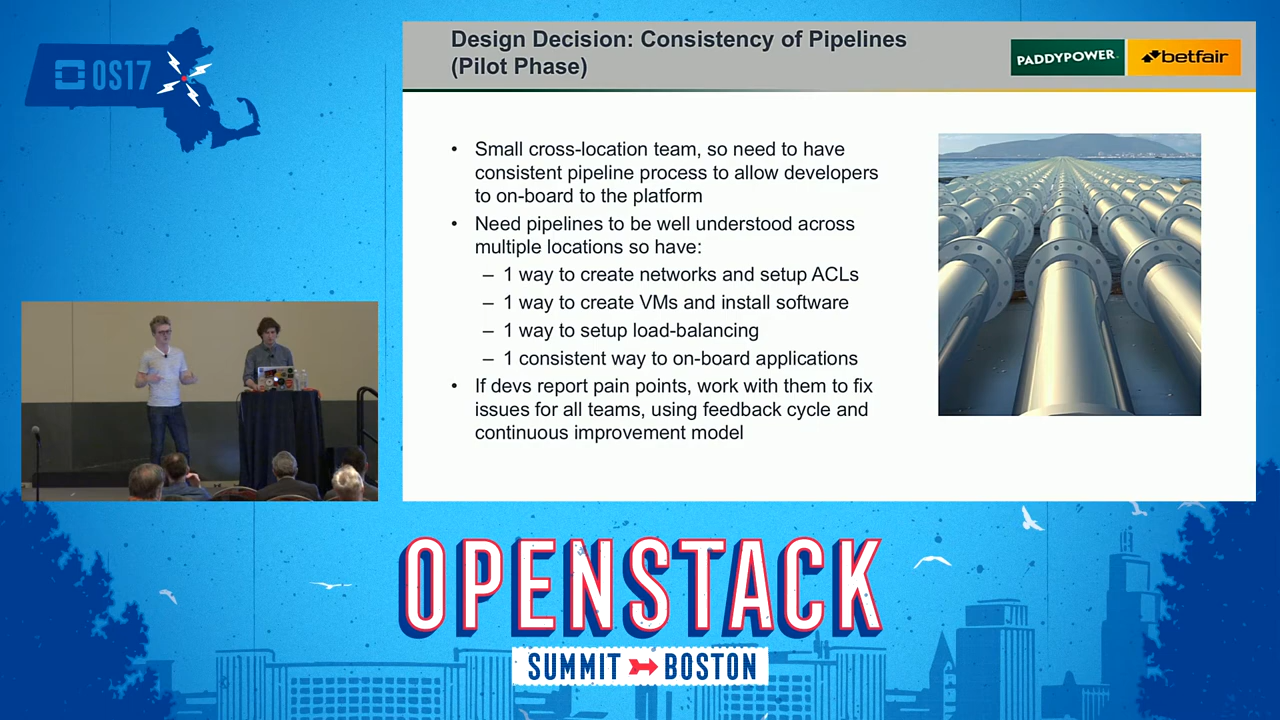 OS17
Design Decision: Consistency of Pipelines
(Pilot Phase)
PADDYPOWER.
betfair
• Small cross-location team, so need to have
consistent pipeline process to allow developers
to on-board to the platform
• Need pipelines to be well understood across
multiple locations so have:
– 1 way to create networks and setup ACLs
– 1 way to create VMs and install software
– 1 way to setup load-balancing
– 1 consistent way to on-board applications
• If devs report pain points, work with them to fix
issues for all teams, using feedback cycle and
continuous improvement model
OPENSTACK
SUMMIT BOSTON